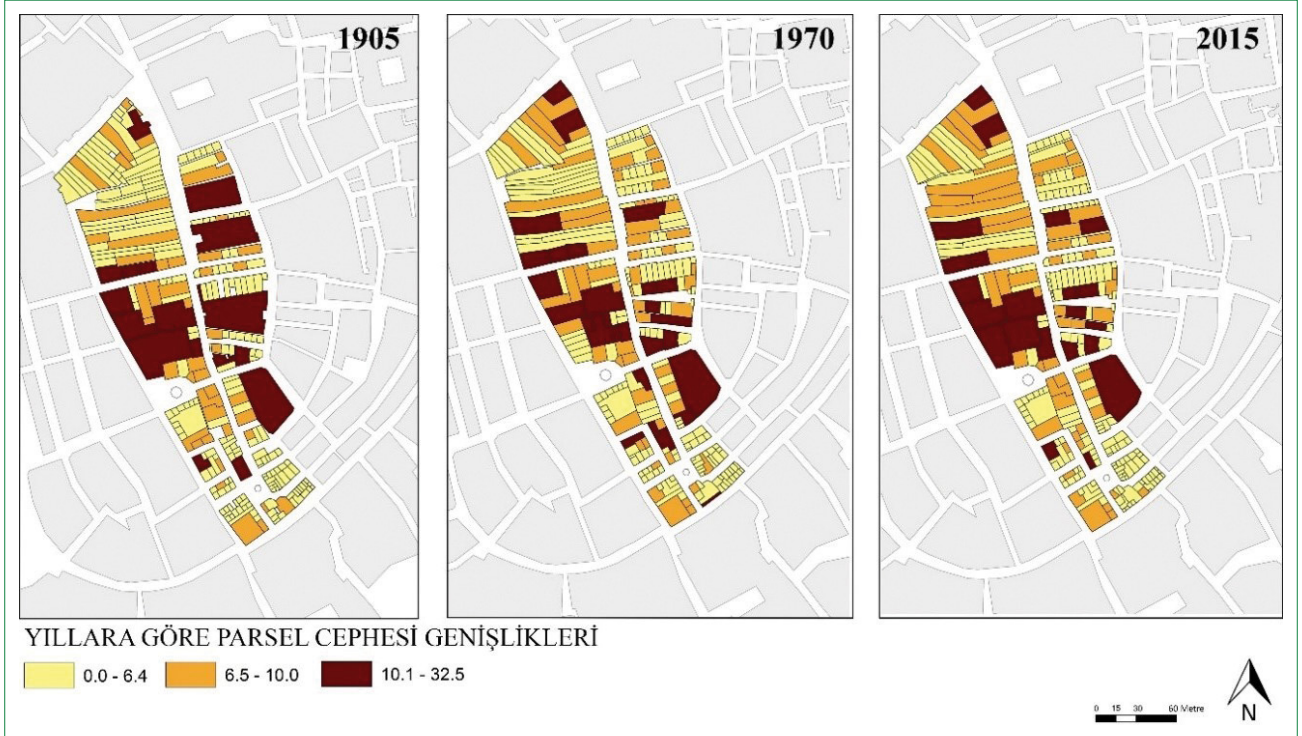 1905
1970
2015
YILLARA GÖRE PARSEL CEPHESİ GENİŞLİKLERİ
0.0 - 6.4
6.5 - 10.0
10.1 - 32.5
0 15 30 60 Metre
N